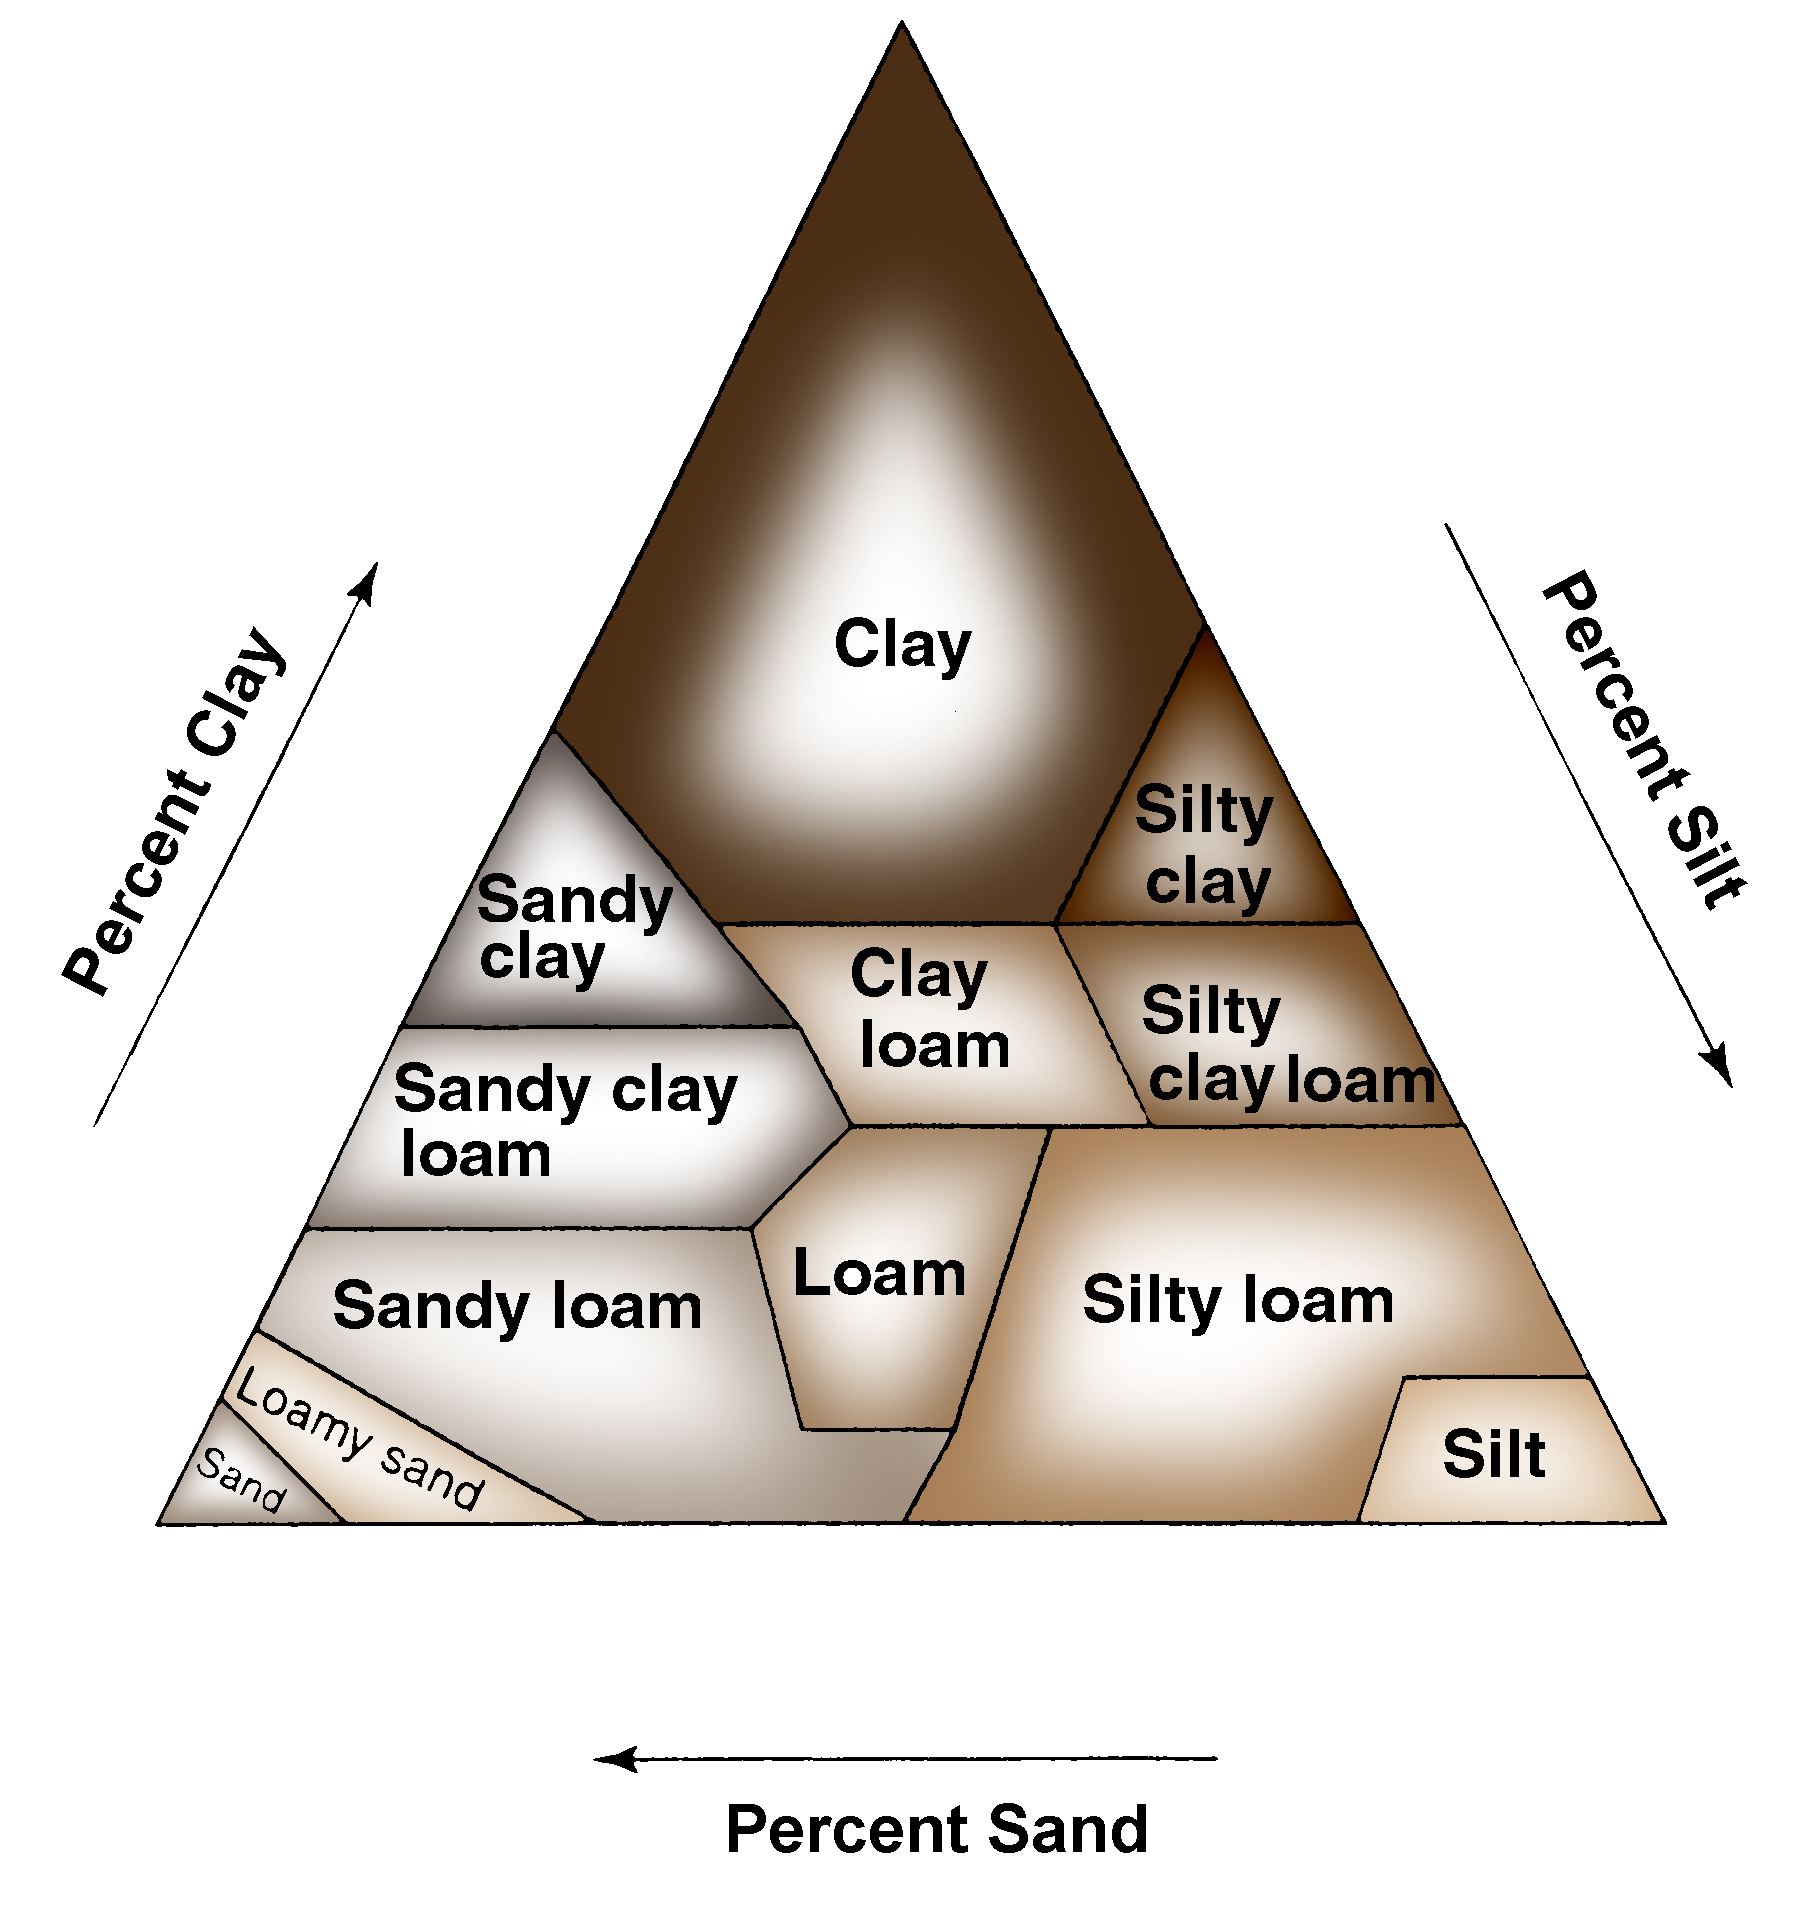 Clay
Percent Clay
Percent Silt
Silty
clay
Sandy
clay
Clay
loam
Silty
clay loam
Sandy clay
loam
Loam
Silty loam
Sandy loam
Loamy sand
Sand
Silt
Percent Sand